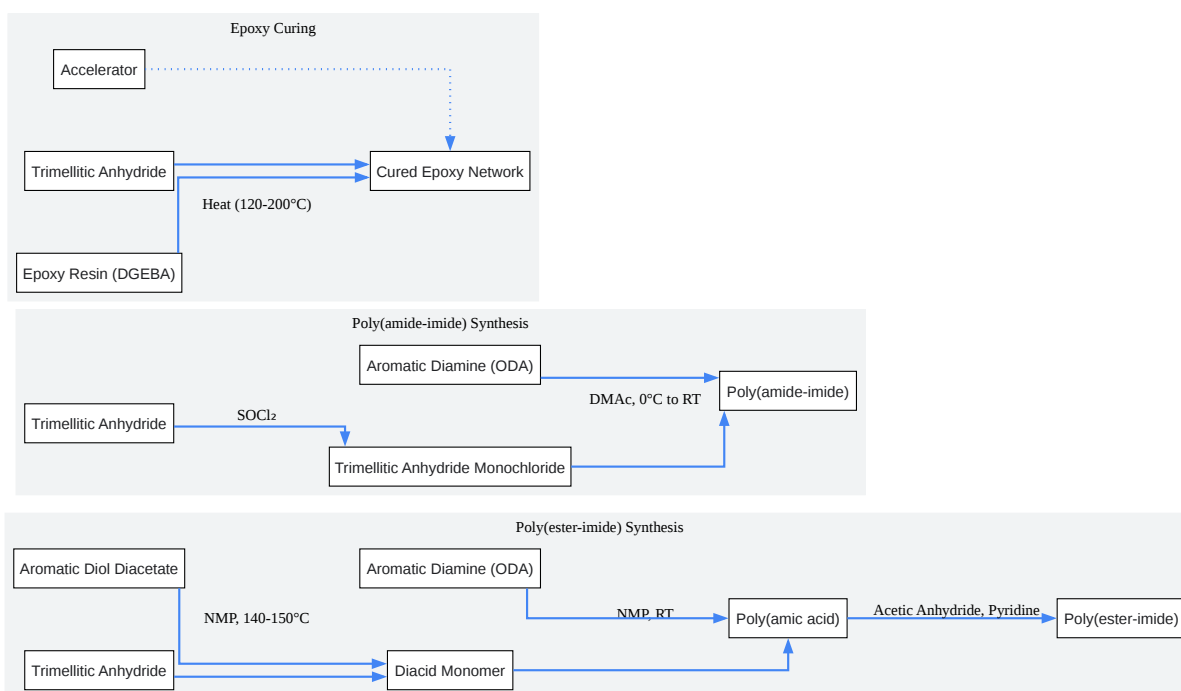 Epoxy Curing
Accelerator
Trimellitic Anhydride
Cured Epoxy Network
Heat (120-200°C)
Epoxy Resin (DGEBA)
Poly(amide-imide) Synthesis
Aromatic Diamine (ODA)
Poly(amide-imide)
DMAc, 0°C to RT
SOCl₂
Trimellitic Anhydride
Trimellitic Anhydride Monochloride
Poly(ester-imide) Synthesis
Aromatic Diol Diacetate
Aromatic Diamine (ODA)
NMP, 140-150°C
NMP, RT
Poly(amic acid)
Acetic Anhydride, Pyridine
Poly(ester-imide)
Trimellitic Anhydride
Diacid Monomer